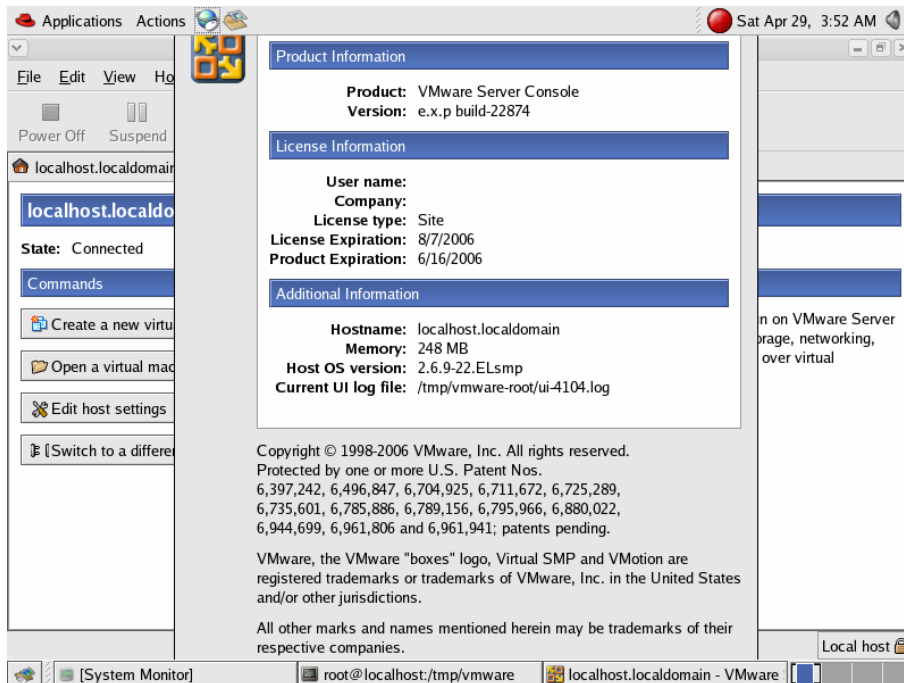 Applications Actions Sat Apr 29, 3:52 AM
File Edit View Ho
Power Off Suspend
localhost.localdomain
localhost.localdo
State: Connected
Commands
Create a new virtu
Open a virtual mac
Edit host settings
Switch to a differe
Product Information
Product: VMware Server Console
Version: e.x.p build-22874
License Information
User name:
Company:
License type: Site
License Expiration: 8/7/2006
Product Expiration: 6/16/2006
Additional Information
Hostname: localhost.localdomain
Memory: 248 MB
Host OS version: 2.6.9-22.ELsmp
Current UI log file: /tmp/vmware-root/ui-4104.log
Copyright © 1998-2006 VMware, Inc. All rights reserved.
Protected by one or more U.S. Patent Nos.
6,397,242, 6,496,847, 6,704,925, 6,711,672, 6,725,289,
6,735,601, 6,785,886, 6,789,156, 6,795,966, 6,880,022,
6,944,699, 6,961,806 and 6,961,941; patents pending.
VMware, the VMware "boxes" logo, Virtual SMP and VMotion are
registered trademarks or trademarks of VMware, Inc. in the United States
and/or other jurisdictions.
All other marks and names mentioned herein may be trademarks of their
respective companies.
n on VMware Server
orage, networking,
over virtual
Local host
[System Monitor] root@localhost:/tmp/vmware localhost.localdomain - VMware